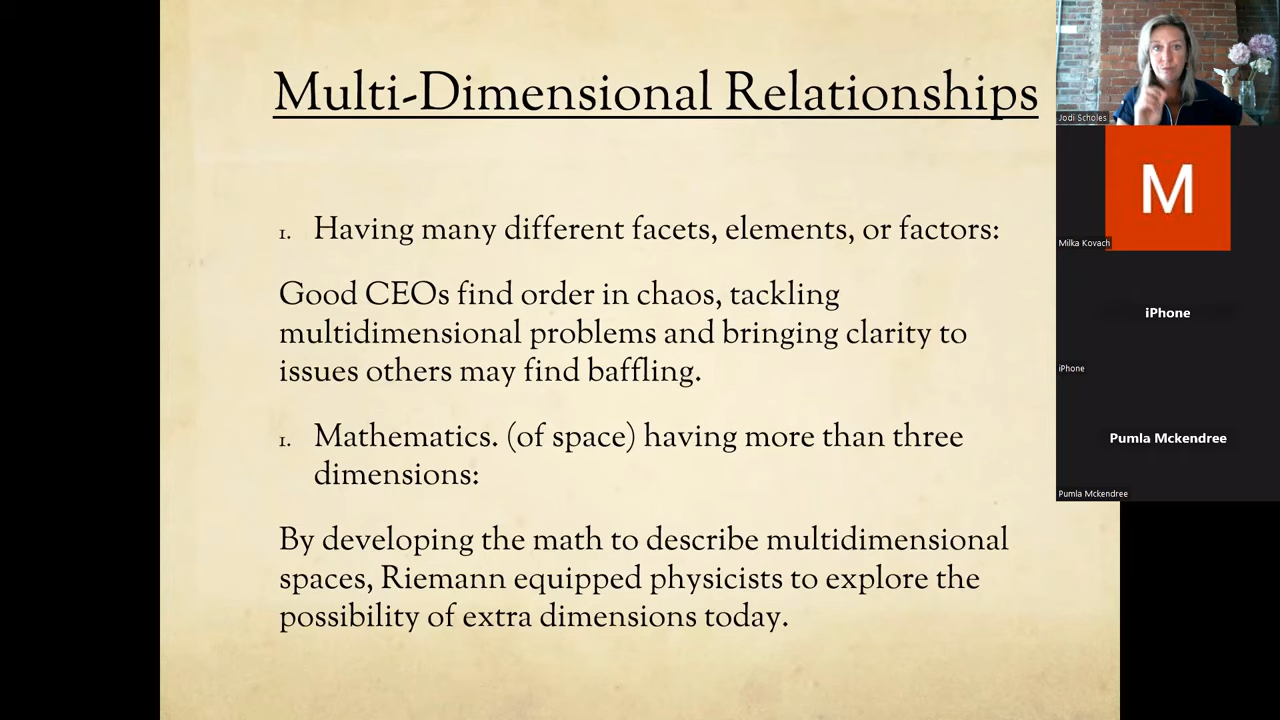 Multi-Dimensional Relationships
1. Having many different facets, elements, or factors:
Good CEOs find order in chaos, tackling
multidimensional problems and bringing clarity to
issues others may find baffling.
1. Mathematics. (of space) having more than three
dimensions:
By developing the math to describe multidimensional
spaces, Riemann equipped physicists to explore the
possibility of extra dimensions today.
Jodi Scholes
M
Milka Kovach
iPhone
iPhone
Pumla Mckendree
Pumla Mckendree